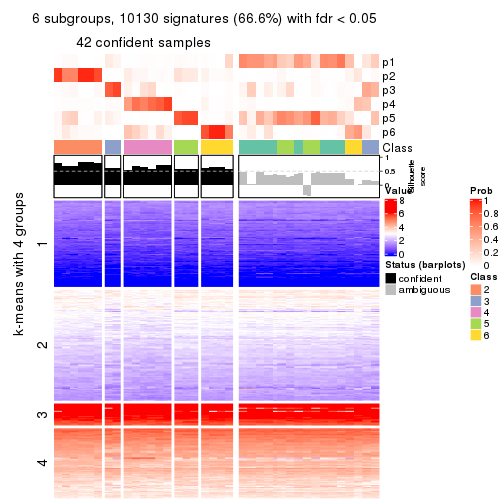 6 subgroups, 10130 signatures (66.6%) with fdr < 0.05
42 confident samples
p1
p2
p3
p4
p5
p6
Class
1
0.5
0
Silhouette
score
k-means with 4 groups
1
2
3
4
Value
8
6
4
2
0
Status (barplots)
confident
ambiguous
Prob
1
0.8
0.6
0.4
0.2
0
Class
2
3
4
5
6